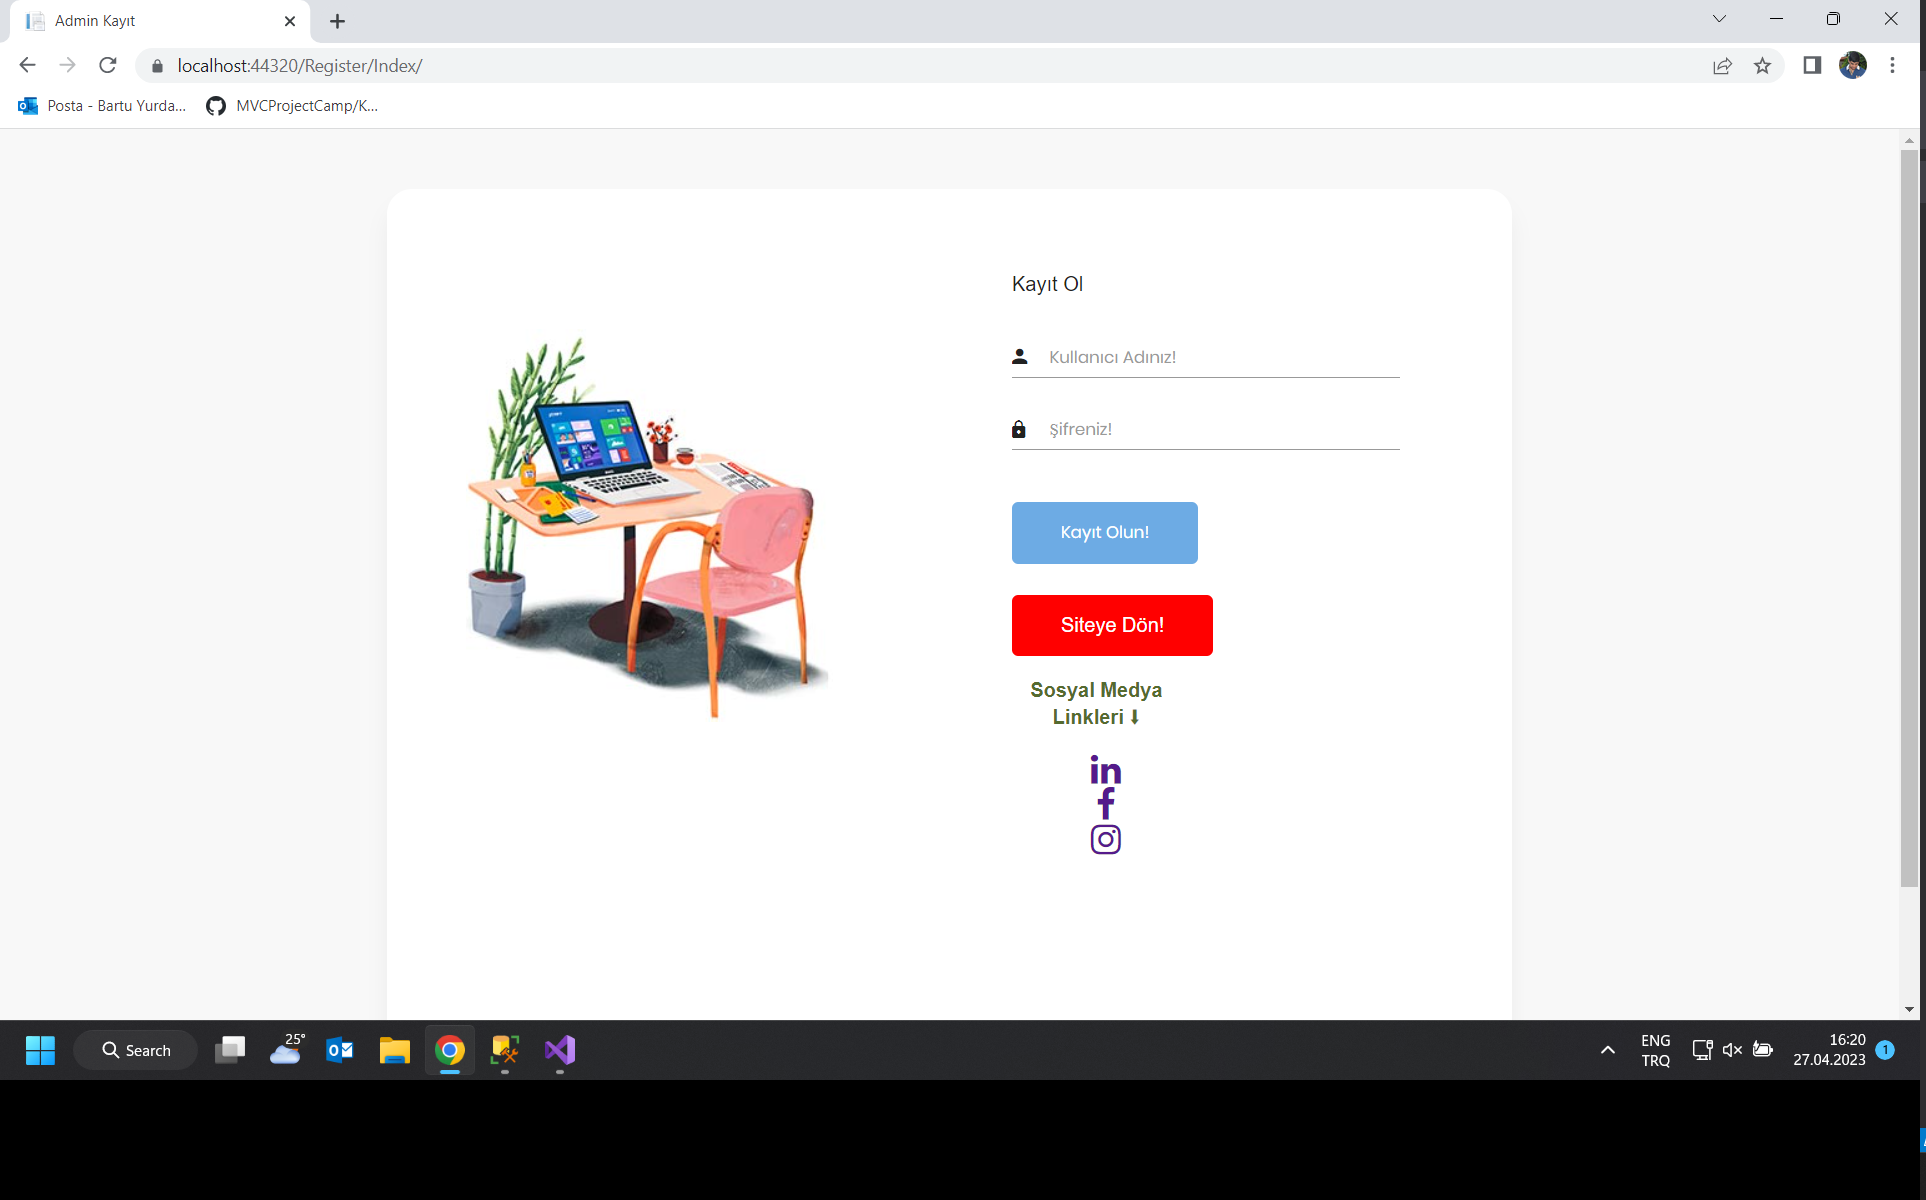 Admin Kayıt
localhost:44320/Register/Index/
Posta - Bartu Yurda...
MVCProjectCamp/K...
Kayıt Ol
Kullanıcı Adınız!
Şifreniz!
Kayıt Olun!
Siteye Dön!
Sosyal Medya
Linkleri ⬇
in
f
Search
25°
ENG
TRQ
16:20
27.04.2023
1